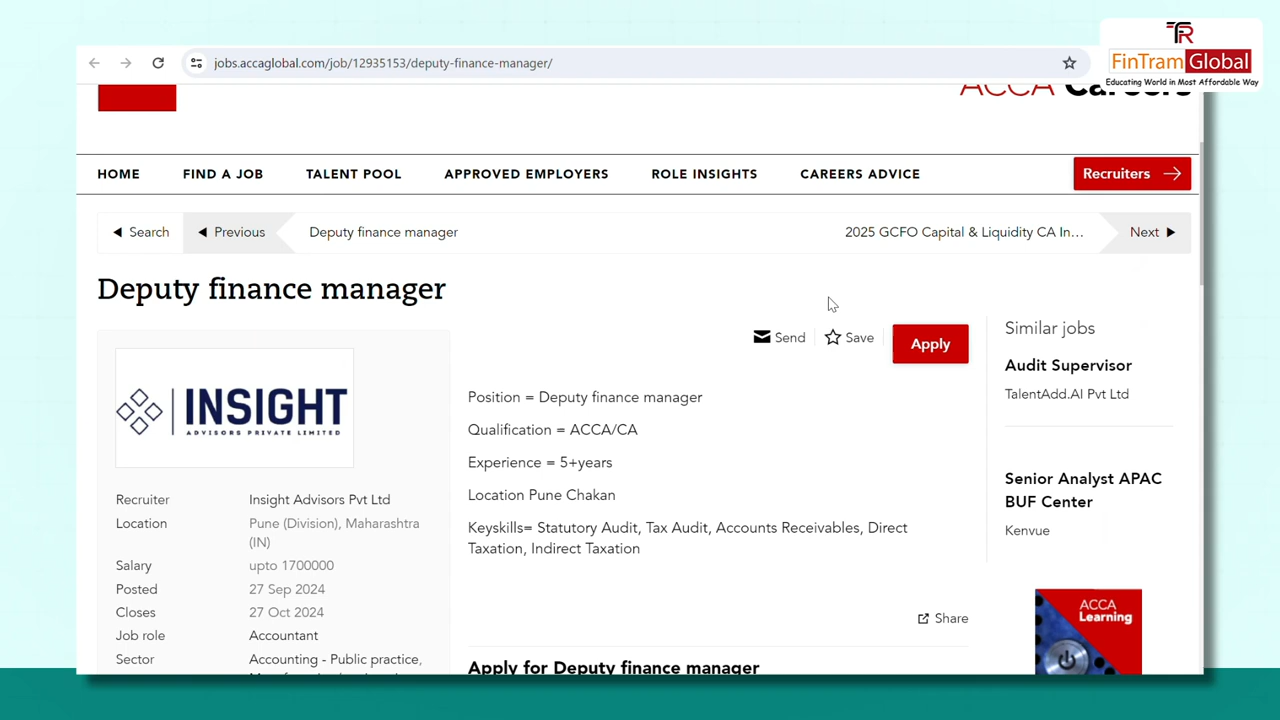 FR
FinTram Global
Educating World in Most Affordable Way
jobs.accaglobal.com/job/12935153/deputy-finance-manager/
ACCA Careers
HOME FIND A JOB TALENT POOL APPROVED EMPLOYERS ROLE INSIGHTS CAREERS ADVICE Recruiters
Search Previous Deputy finance manager 2025 GCFO Capital & Liquidity CA In... Next
Deputy finance manager
INSIGHT
ADVISORS PRIVATE LIMITED
Recruiter Insight Advisors Pvt Ltd
Location Pune (Division), Maharashtra
(IN)
Salary upto 1700000
Posted 27 Sep 2024
Closes 27 Oct 2024
Job role Accountant
Sector Accounting - Public practice,
Send Save Apply
Position = Deputy finance manager
Qualification = ACCA/CA
Experience = 5+years
Location Pune Chakan
Keyskills= Statutory Audit, Tax Audit, Accounts Receivables, Direct
Taxation, Indirect Taxation
Share
Apply for Deputy finance manager
Similar jobs
Audit Supervisor
TalentAdd.AI Pvt Ltd
Senior Analyst APAC
BUF Center
Kenvue
ACCA
Learning